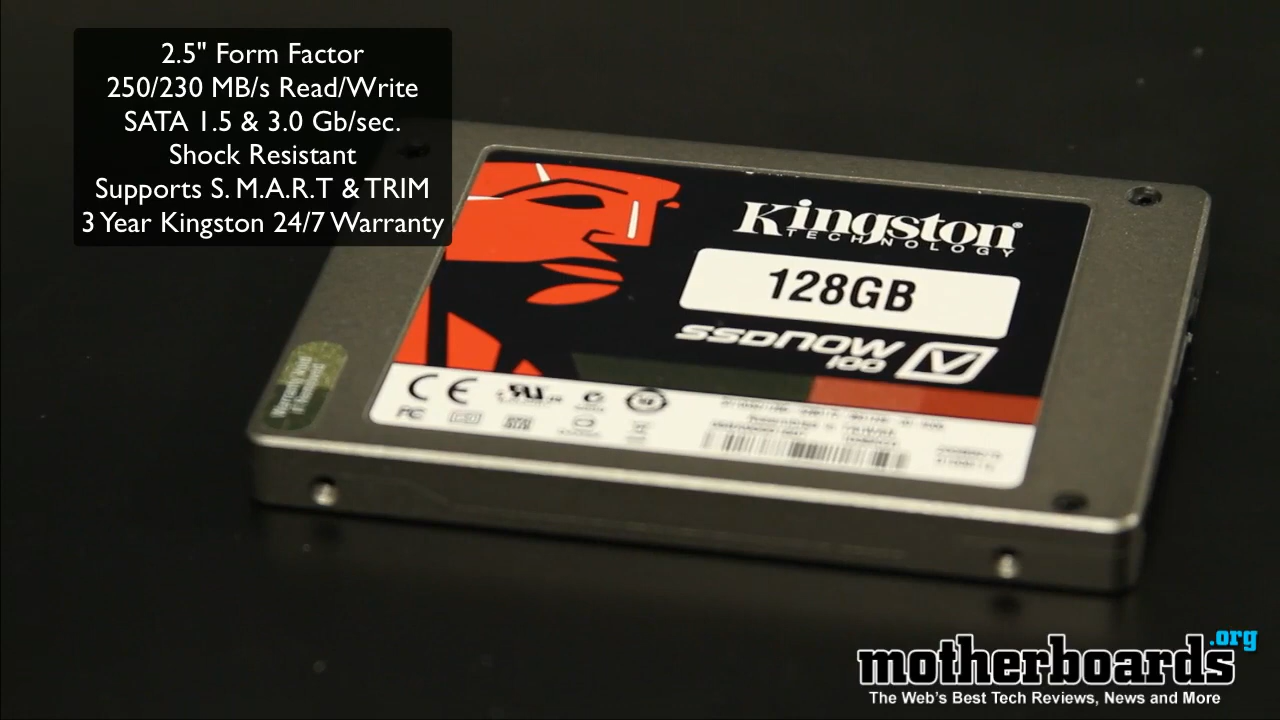 2.5" Form Factor
250/230 MB/s Read/Write
SATA 1.5 & 3.0 Gb/sec.
Shock Resistant
Supports S. M.A.R.T & TRIM
3 Year Kingston 24/7 Warranty
Kingston
TECHNOLOGY
128GB
SSDNOW V
100
CE
FC
motherboards.org
The Web's Best Tech Reviews, News and More